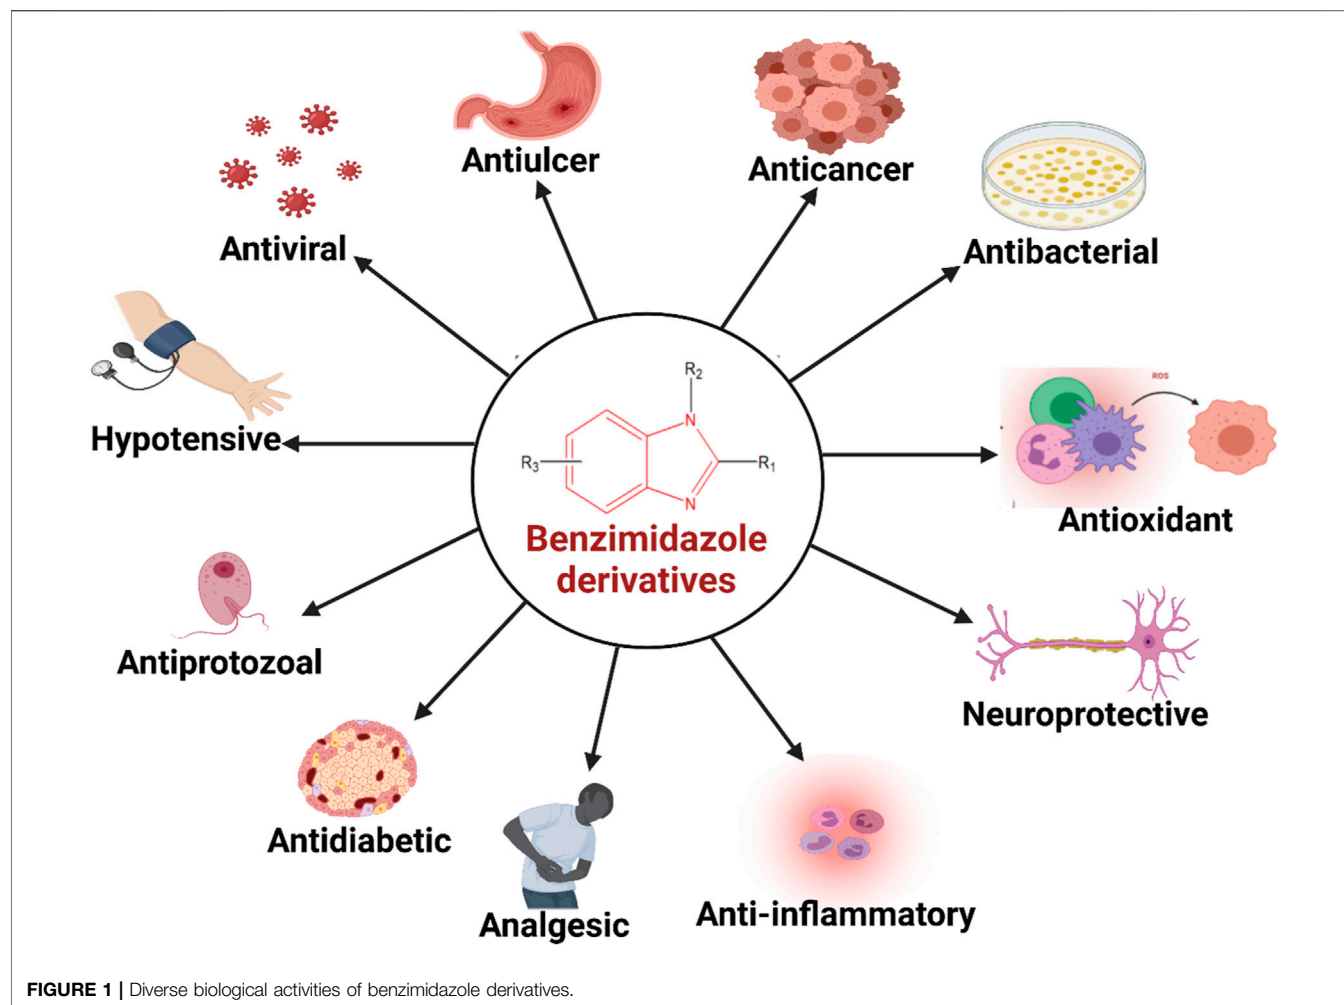 Antiulcer
Anticancer
Antiviral
Antibacterial
Hypotensive
R2
N
R3
R1
N
Benzimidazole
derivatives
ROS
Antioxidant
Antiprotozoal
Neuroprotective
Antidiabetic
Analgesic
Anti-inflammatory
FIGURE 1 | Diverse biological activities of benzimidazole derivatives.